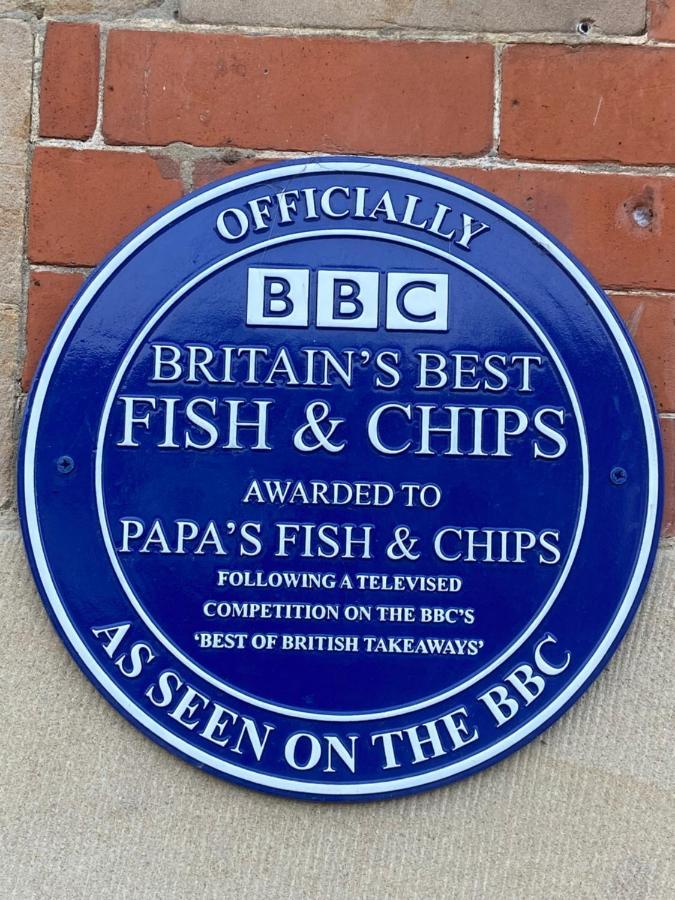 OFFICIALLY
BBC
BRITAIN'S BEST
FISH & CHIPS
AWARDED TO
PAPA'S FISH & CHIPS
FOLLOWING A TELEVISED
COMPETITION ON THE BBC'S
'BEST OF BRITISH TAKEAWAYS'
AS SEEN ON THE BBC